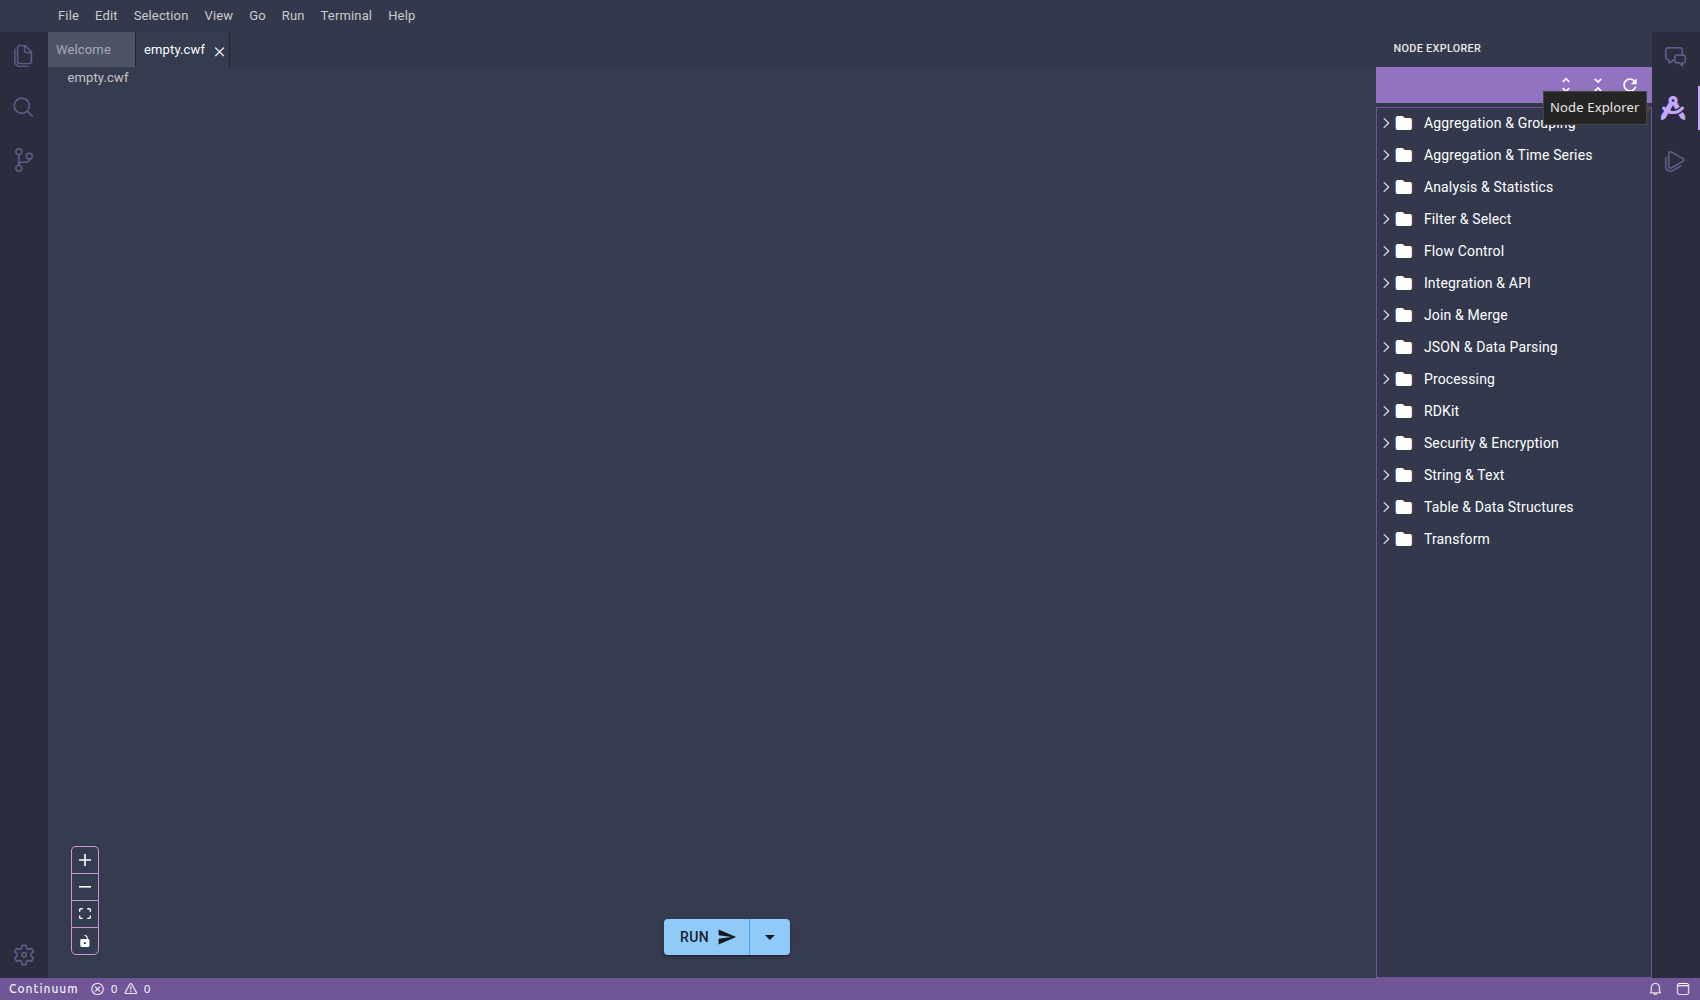 File Edit Selection View Go Run Terminal Help
Welcome empty.cwf
empty.cwf
NODE EXPLORER
Node Explorer
Aggregation & Grouping
Aggregation & Time Series
Analysis & Statistics
Filter & Select
Flow Control
Integration & API
Join & Merge
JSON & Data Parsing
Processing
RDKit
Security & Encryption
String & Text
Table & Data Structures
Transform
RUN
Continuum 0 0